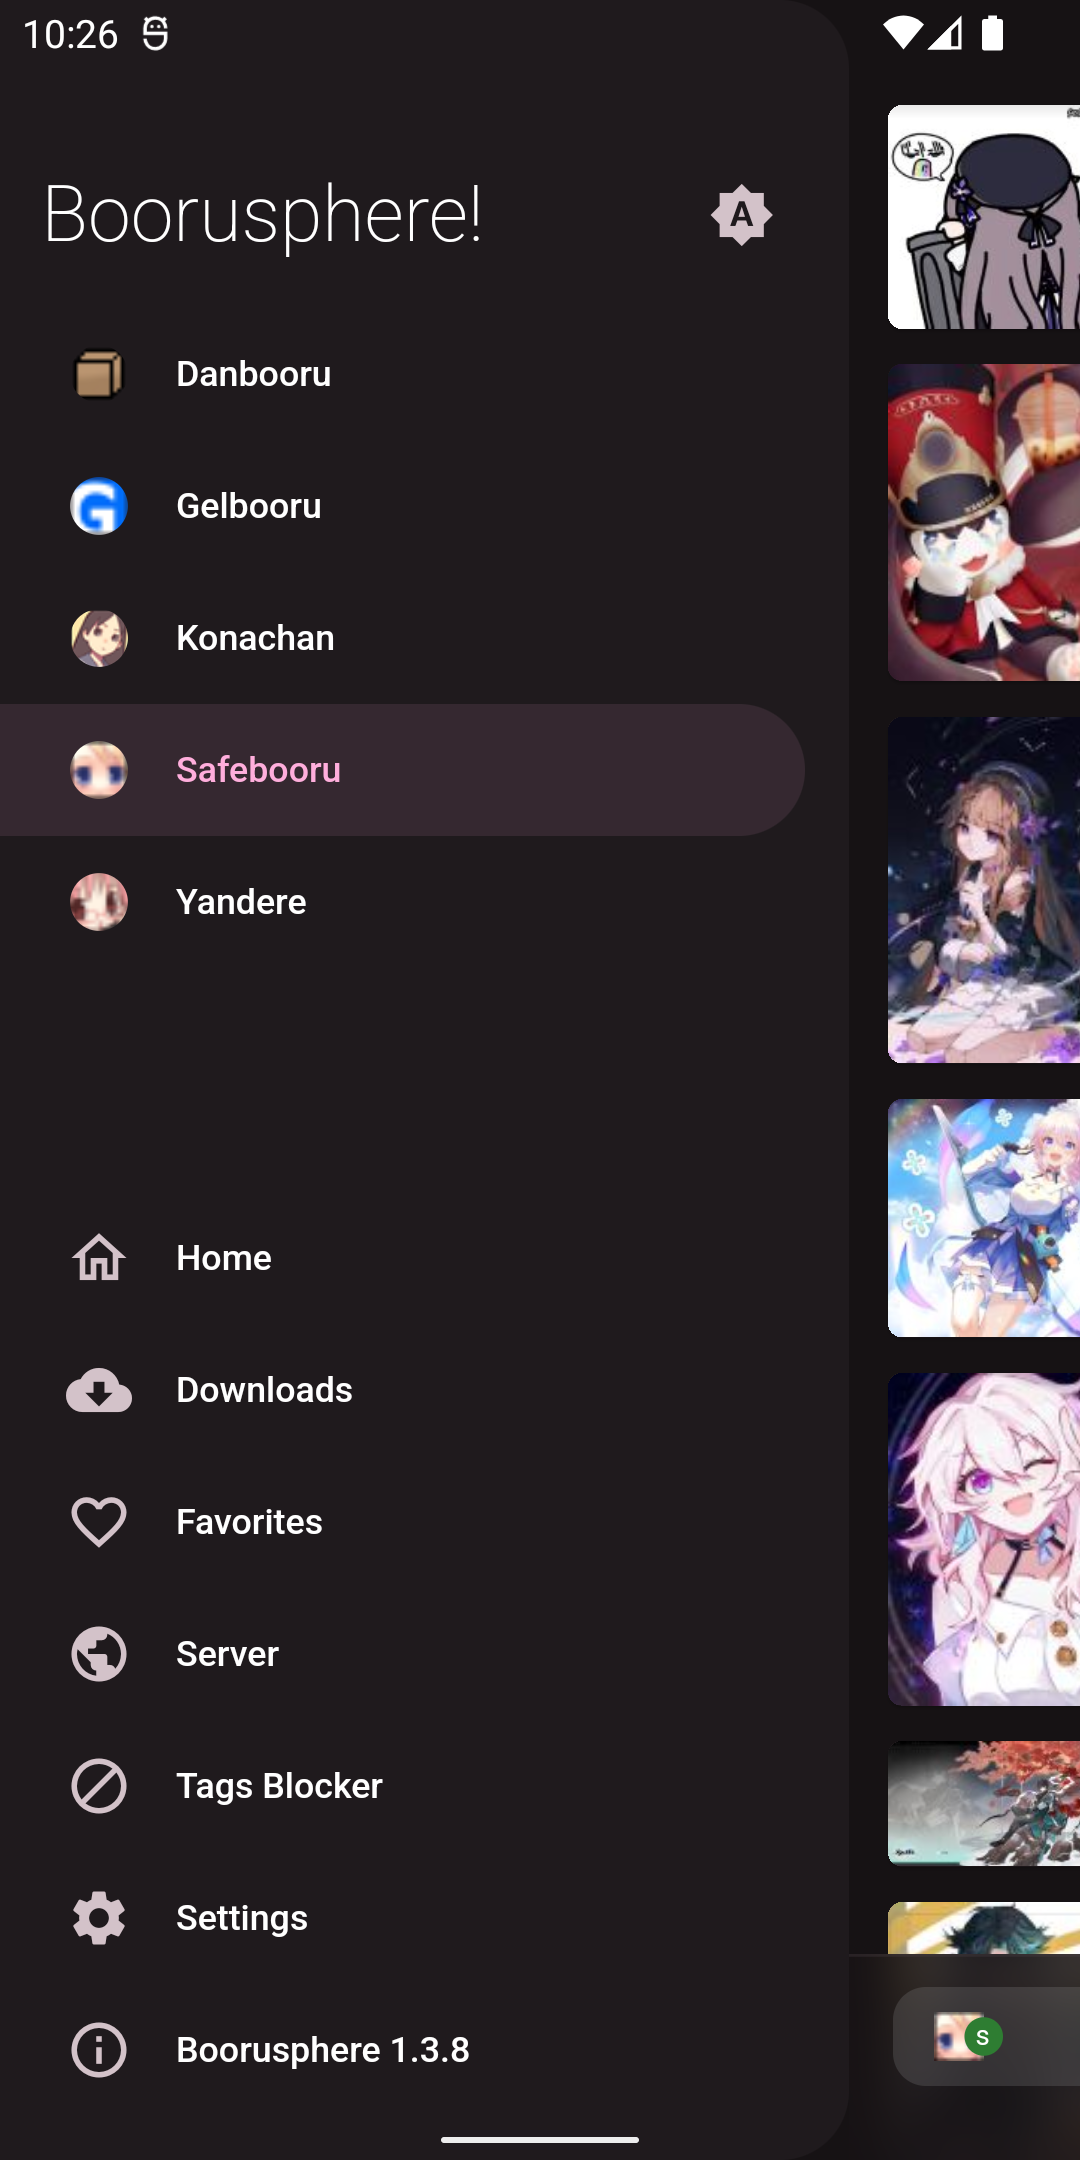 10:26
Boorusphere!
A
Danbooru
Gelbooru
Konachan
Safebooru
Yandere
Home
Downloads
Favorites
Server
Tags Blocker
Settings
Boorusphere 1.3.8
S